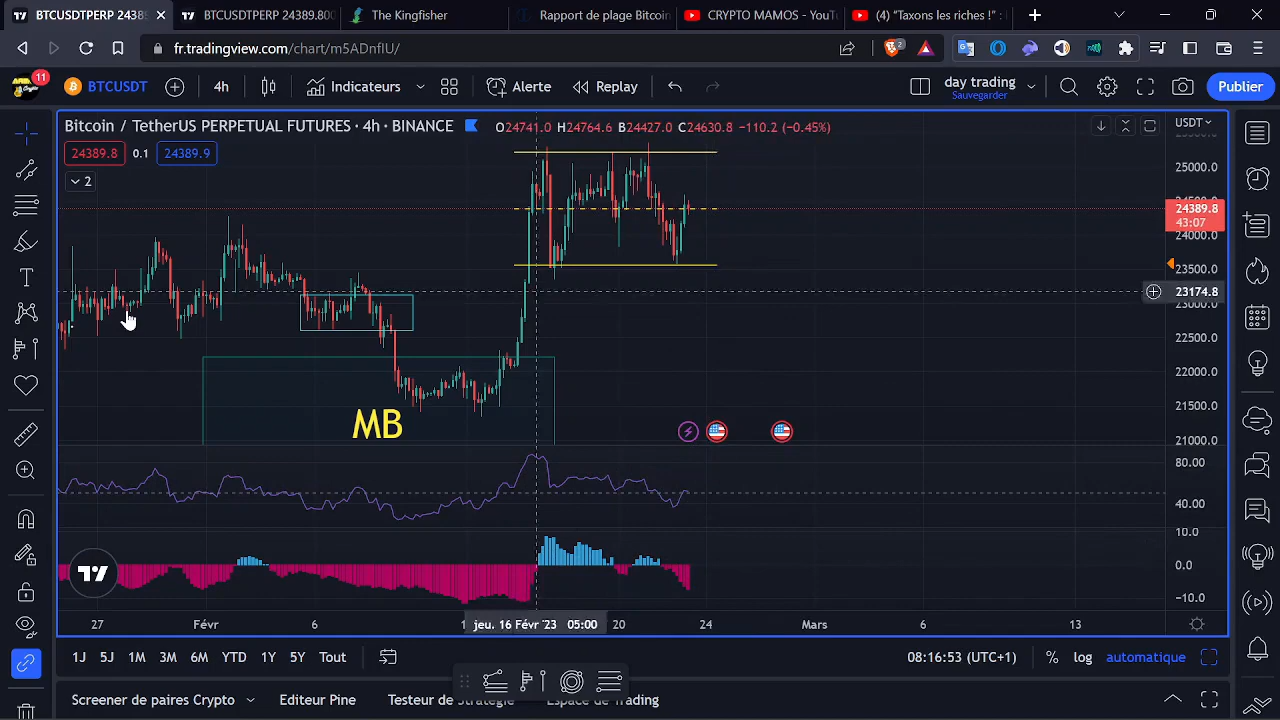 BTCUSDTPERP 2438
BTCUSDTPERP 24389.800
The Kingfisher
Rapport de plage Bitcoin
CRYPTO MAMOS - YouTu
(4) “Taxons les riches !” :
fr.tradingview.com/chart/m5ADnflU/
2
11
BTCUSDT
4h
Indicateurs
Alerte
Replay
day trading
Sauvegarder
Publier
Bitcoin / TetherUS PERPETUAL FUTURES · 4h · BINANCE
O24741.0 H24764.6 B24427.0 C24630.8 −110.2 (−0.45%)
USDT
24389.8
0.1
24389.9
2
25000.0
24389.8
43:07
24000.0
23500.0
23174.8
23000.0
22500.0
22000.0
21500.0
21000.0
MB
80.00
40.00
10.0
0.0
−10.0
27
Févr
6
jeu. 16 Févr '23 05:00
20
24
Mars
6
13
1J
5J
1M
3M
6M
YTD
1Y
5Y
Tout
08:16:53 (UTC+1)
%
log
automatique
Screener de paires Crypto
Editeur Pine
Testeur de Stratégie
Espace de Trading